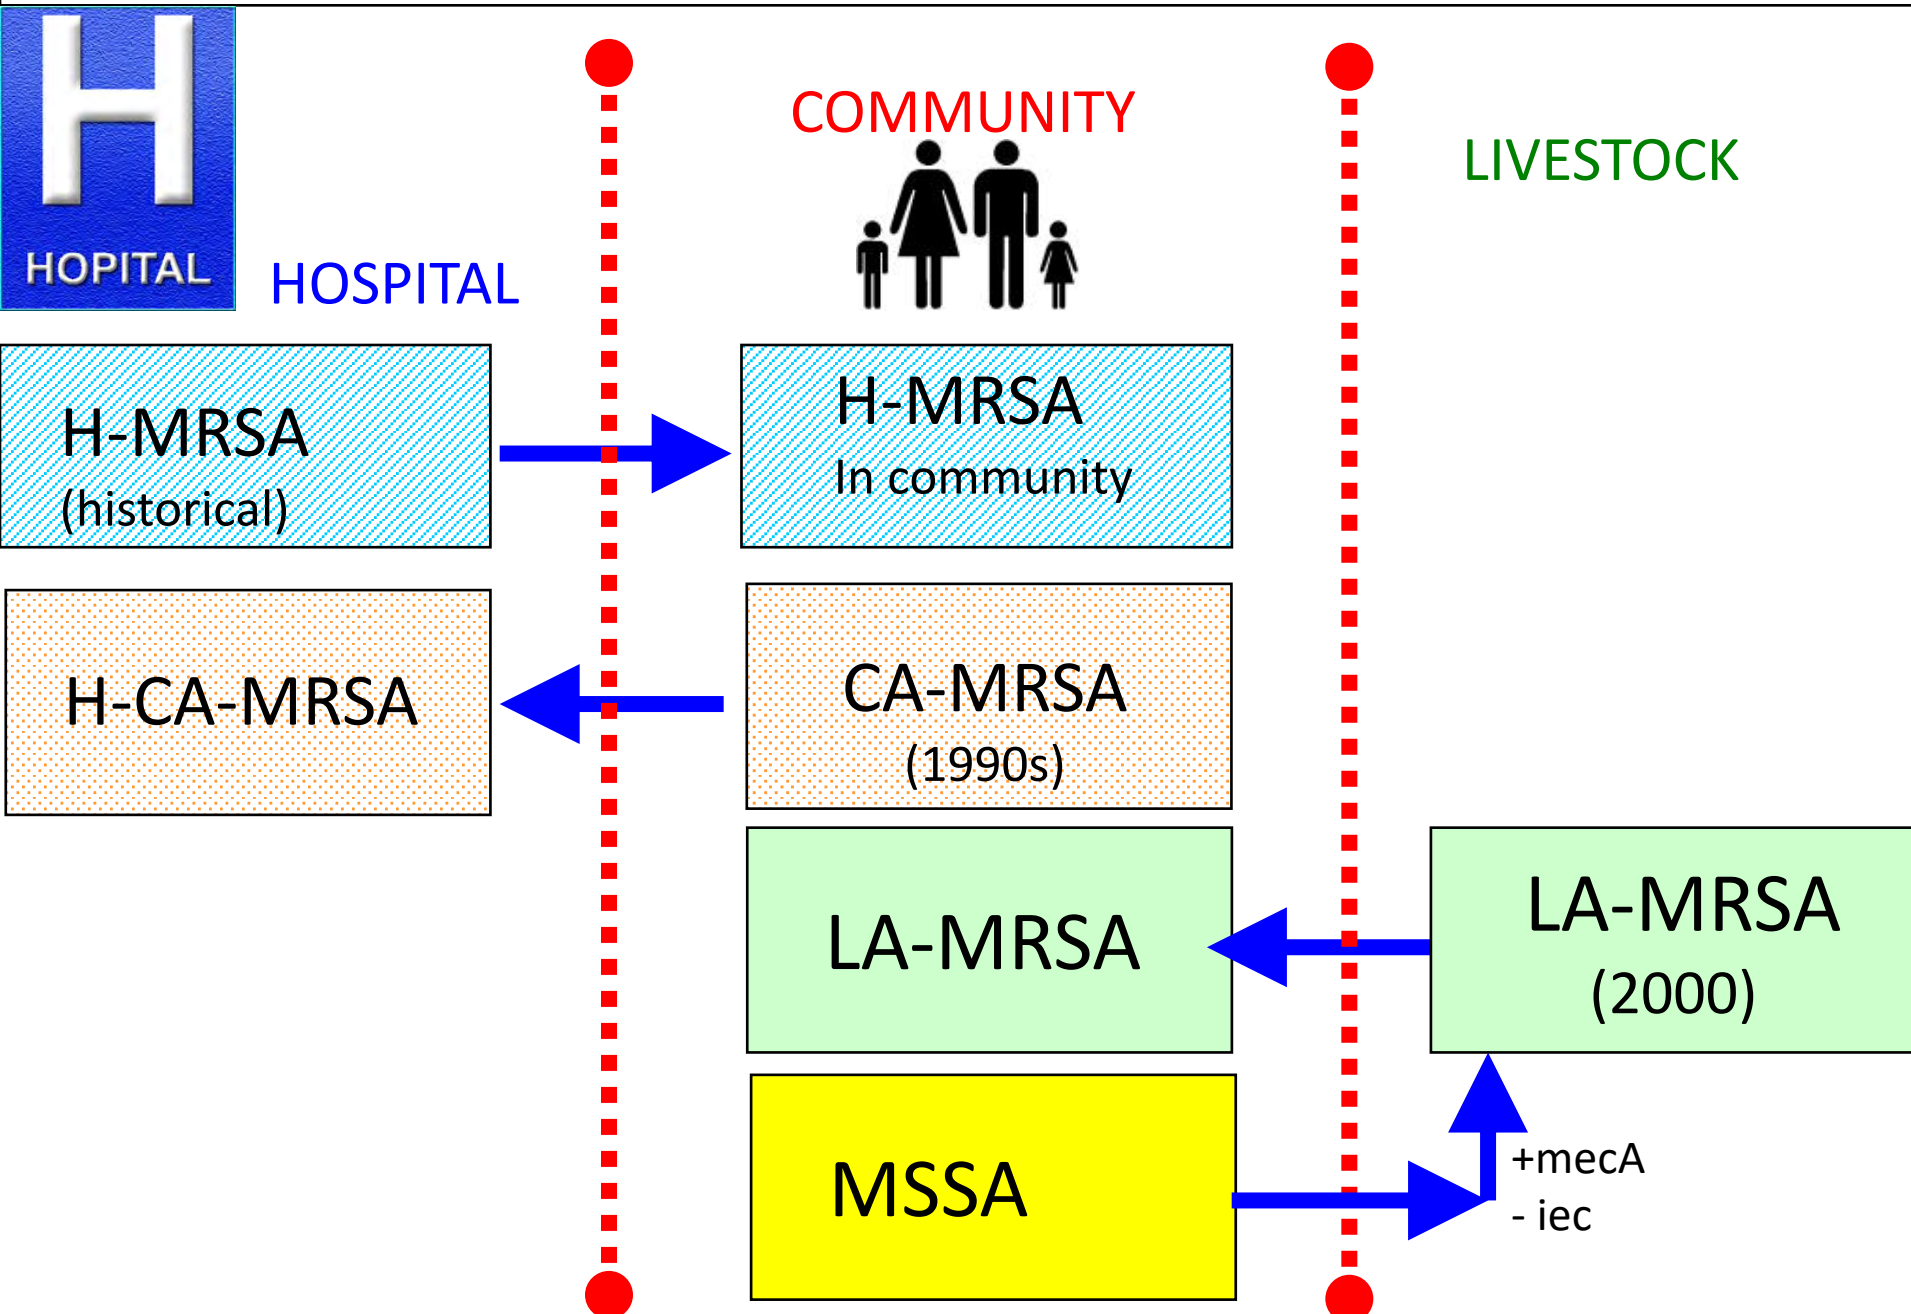 H
HOPITAL
HOSPITAL
COMMUNITY
LIVESTOCK
H-MRSA
(historical)
H-MRSA
In community
H-CA-MRSA
CA-MRSA
(1990s)
LA-MRSA
LA-MRSA
(2000)
MSSA
+mecA
- iec